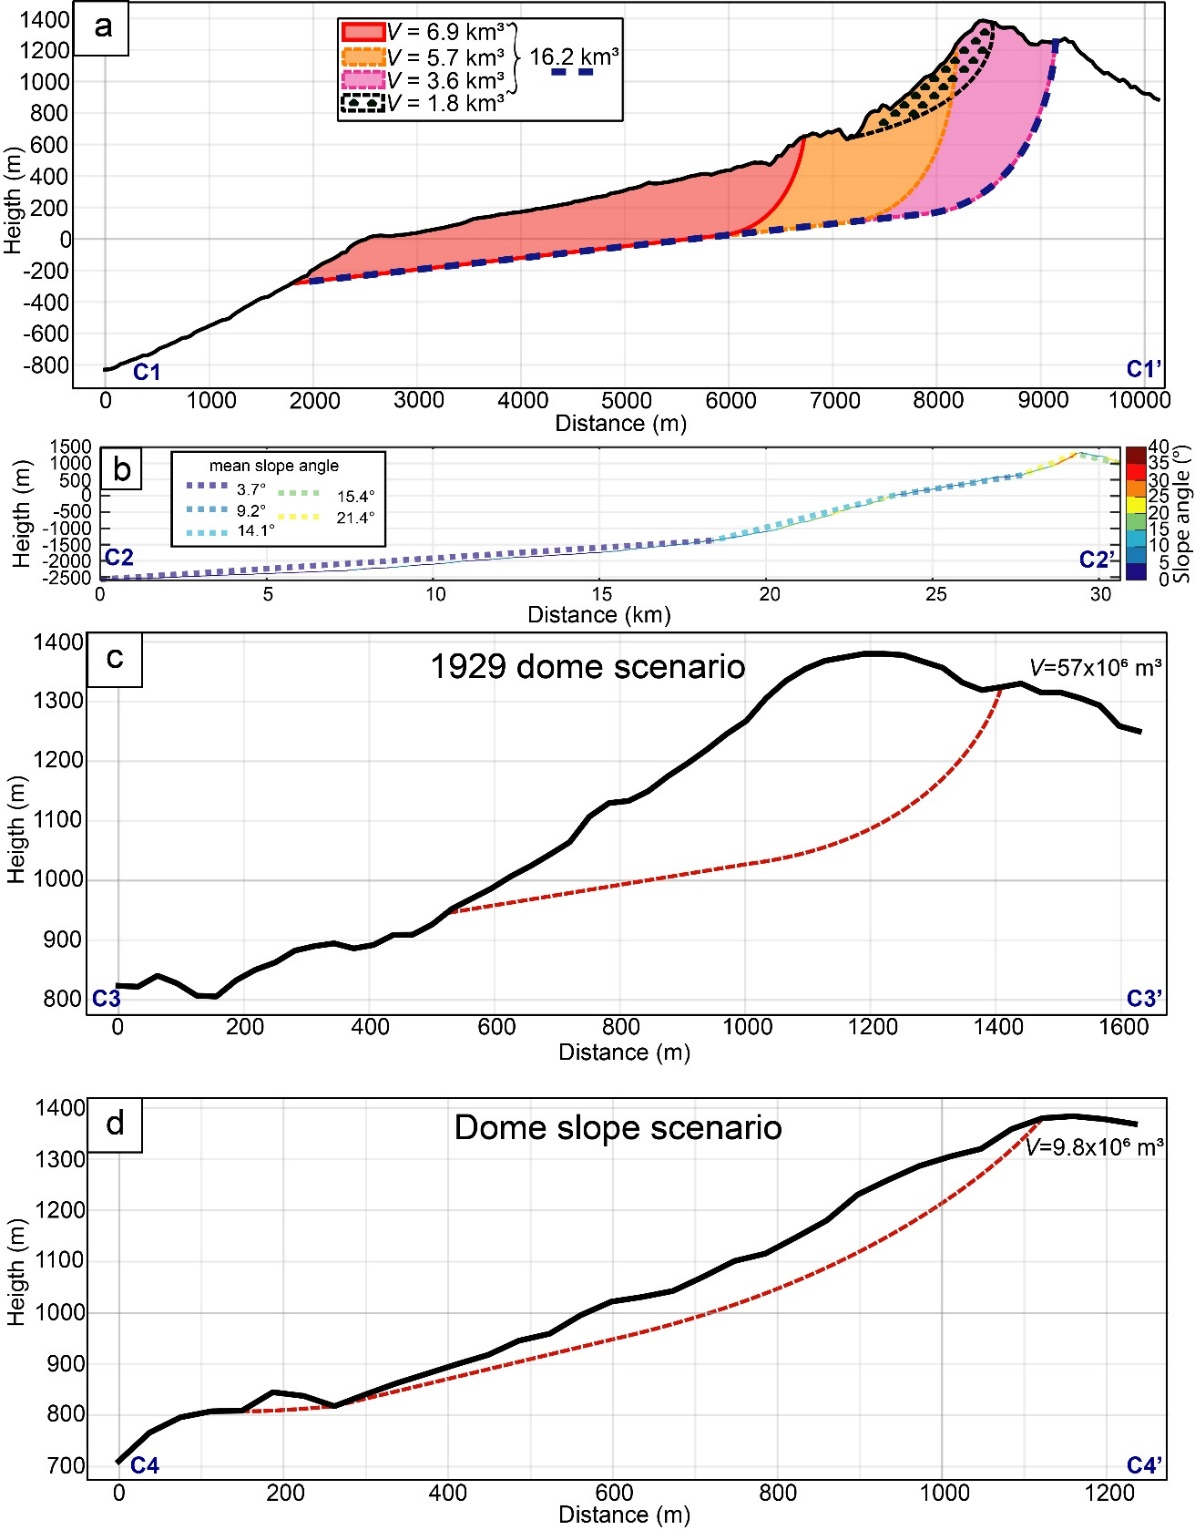 a
V = 6.9 km³
V = 5.7 km³
V = 3.6 km³
V = 1.8 km³
16.2 km³
1400
1200
1000
800
600
400
200
0
-200
-400
-600
-800
Heigth (m)
C1
C1'
0 1000 2000 3000 4000 5000 6000 7000 8000 9000 10000
Distance (m)
b
mean slope angle
3.7°
9.2°
14.1°
15.4°
21.4°
1500
1000
500
0
-500
-1000
-1500
-2000
-2500
Heigth (m)
C2
C2'
0 5 10 15 20 25 30
Distance (km)
40
35
30
25
20
15
10
5
0
Slope angle (°)
c
1929 dome scenario
V=57x10⁶ m³
1400
1300
1200
1100
1000
900
800
Heigth (m)
C3
C3'
0 200 400 600 800 1000 1200 1400 1600
Distance (m)
d
Dome slope scenario
V=9.8x10⁶ m³
1400
1300
1200
1100
1000
900
800
700
Heigth (m)
C4
C4'
0 200 400 600 800 1000 1200
Distance (m)